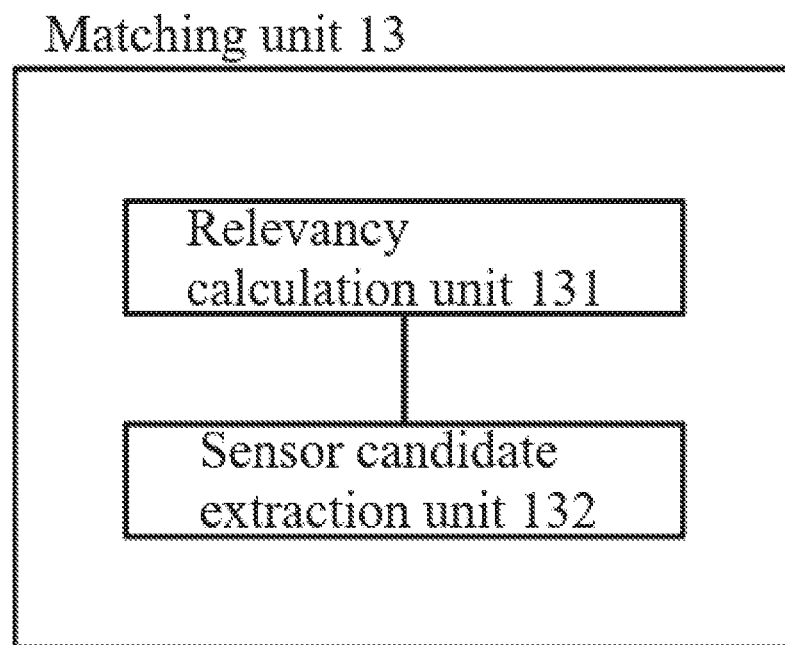 Matching unit 13
Relevancy
calculation unit 131
Sensor candidate
extraction unit 132